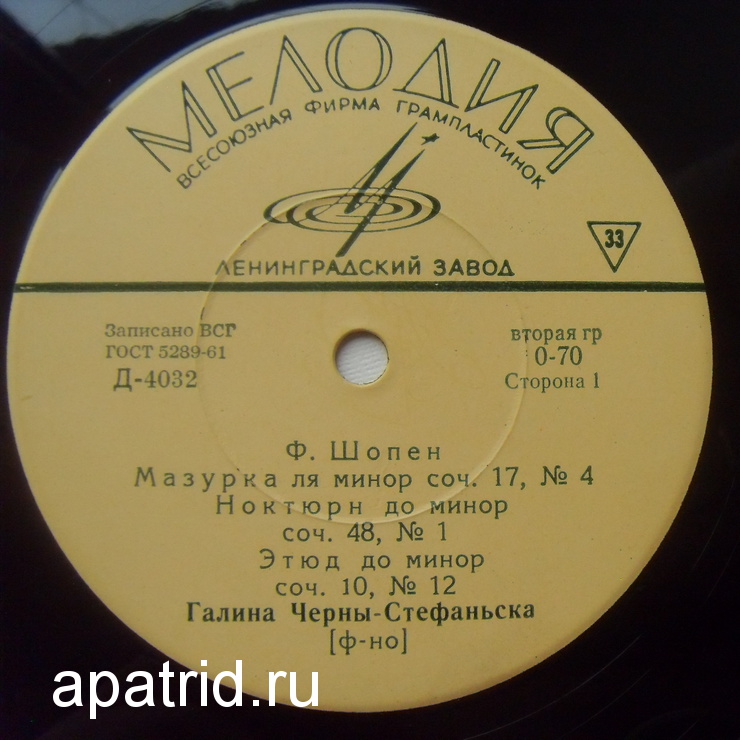 МЕЛОДИЯ
ВСЕСОЮЗНАЯ ФИРМА ГРАМПЛАСТИНОК
ЛЕНИНГРАДСКИЙ ЗАВОД
33
Записано ВСГ
ГОСТ 5289-61
Д-4032
вторая гр
0-70
Сторона 1
Ф. Шопен
Мазурка ля минор соч. 17, № 4
Ноктюрн до минор
соч. 48, № 1
Этюд до минор
соч. 10, № 12
Галина Черны-Стефаньска
[ф-но]
apatrid.ru